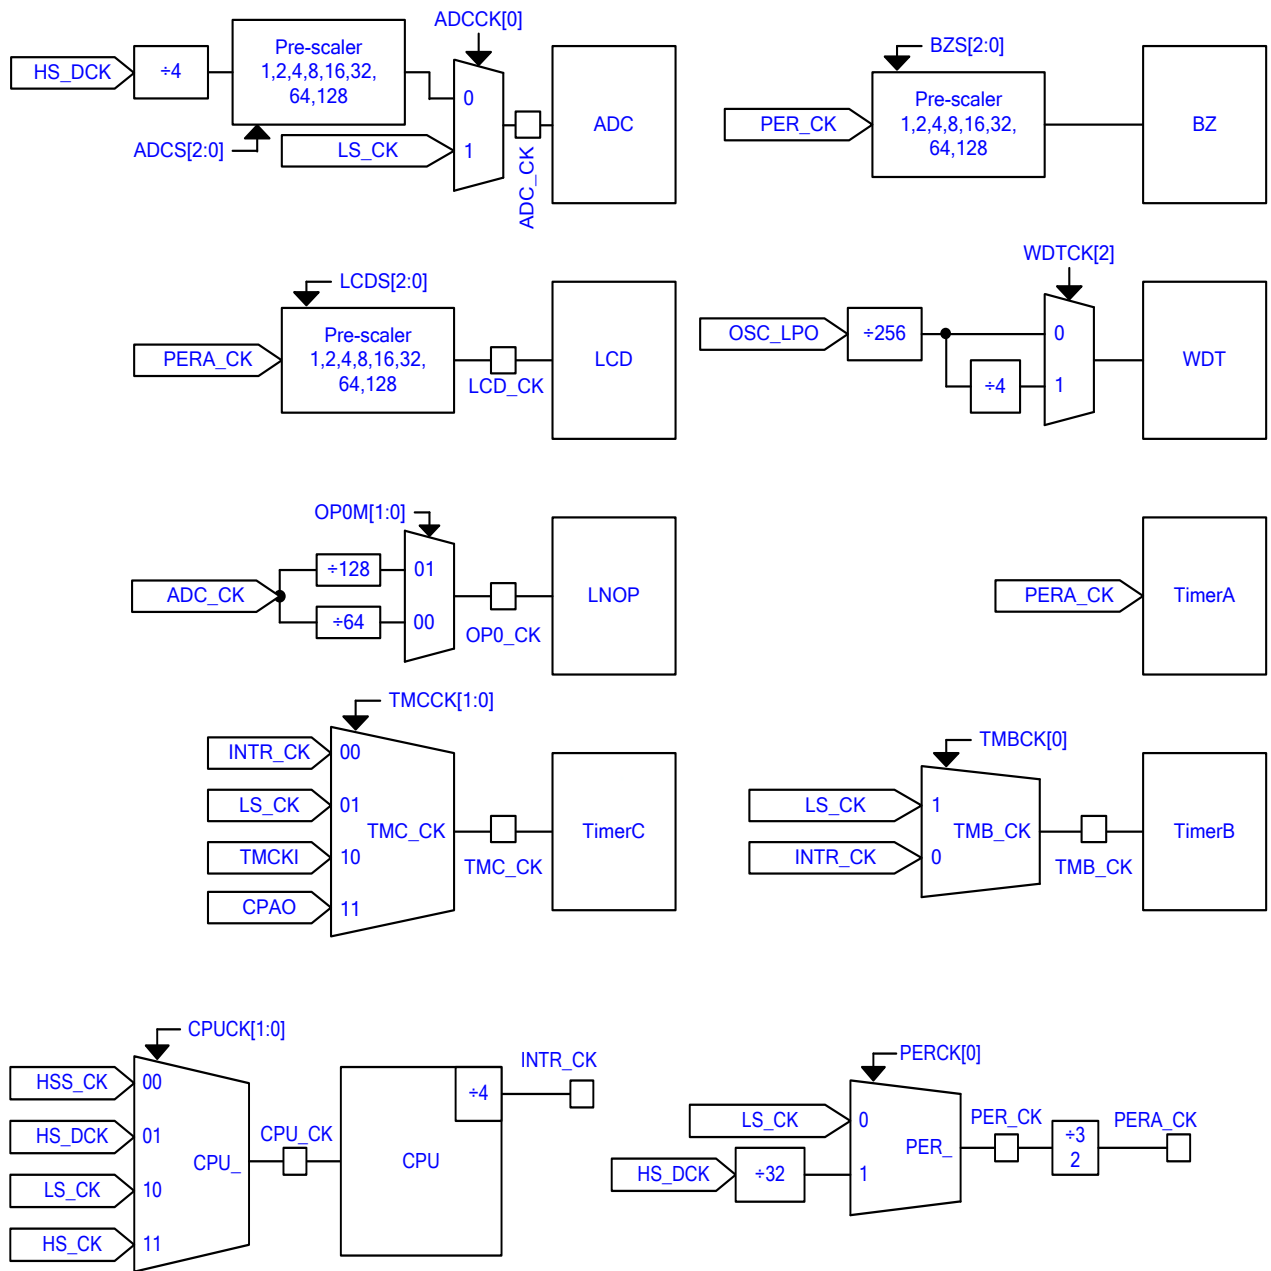 ADCCK[0]
HS_DCK
÷4
Pre-scaler
1,2,4,8,16,32,
64,128
ADCS[2:0]
LS_CK
0
1
ADC_CK
ADC
BZS[2:0]
PER_CK
Pre-scaler
1,2,4,8,16,32,
64,128
BZ
LCDS[2:0]
PERA_CK
Pre-scaler
1,2,4,8,16,32,
64,128
LCD_CK
LCD
WDTCK[2]
OSC_LPO
÷256
÷4
0
1
WDT
OP0M[1:0]
ADC_CK
÷128
÷64
01
00
OP0_CK
LNOP
PERA_CK
TimerA
TMCCK[1:0]
INTR_CK
00
LS_CK
01
TMCKI
10
CPAO
11
TMC_CK
TMC_CK
TimerC
TMBCK[0]
LS_CK
1
INTR_CK
0
TMB_CK
TMB_CK
TimerB
CPUCK[1:0]
HSS_CK
00
HS_DCK
01
LS_CK
10
HS_CK
11
CPU_
CPU_CK
CPU
÷4
INTR_CK
PERCK[0]
LS_CK
0
HS_DCK
÷32
1
PER_
PER_CK
÷3
2
PERA_CK